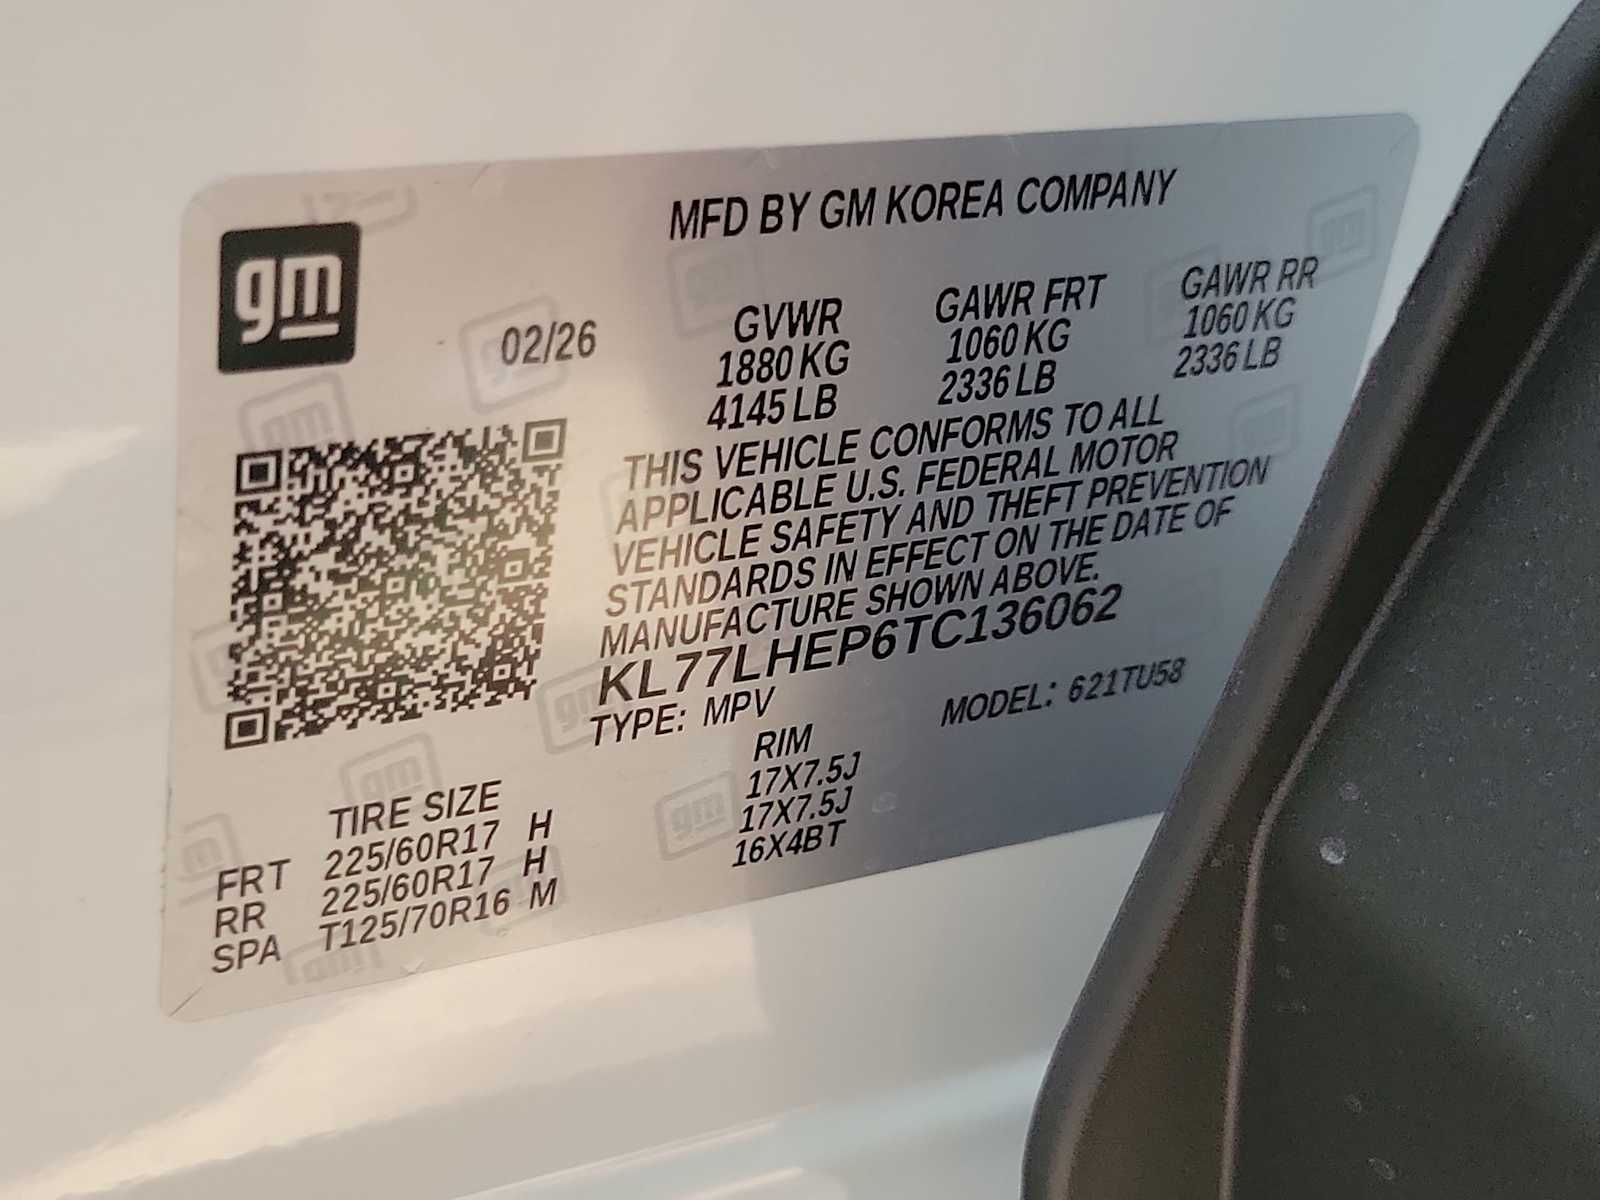 gm
MFD BY GM KOREA COMPANY
02/26
GVWR GAWR FRT GAWR RR
1880 KG 1060 KG 1060 KG
4145 LB 2336 LB 2336 LB
THIS VEHICLE CONFORMS TO ALL
APPLICABLE U.S. FEDERAL MOTOR
VEHICLE SAFETY AND THEFT PREVENTION
STANDARDS IN EFFECT ON THE DATE OF
MANUFACTURE SHOWN ABOVE.
KL77LHEP6TC136062
TYPE: MPV MODEL: 621TU58
TIRE SIZE RIM
FRT 225/60R17 H 17X7.5J
RR 225/60R17 H 17X7.5J
SPA T125/70R16 M 16X4BT